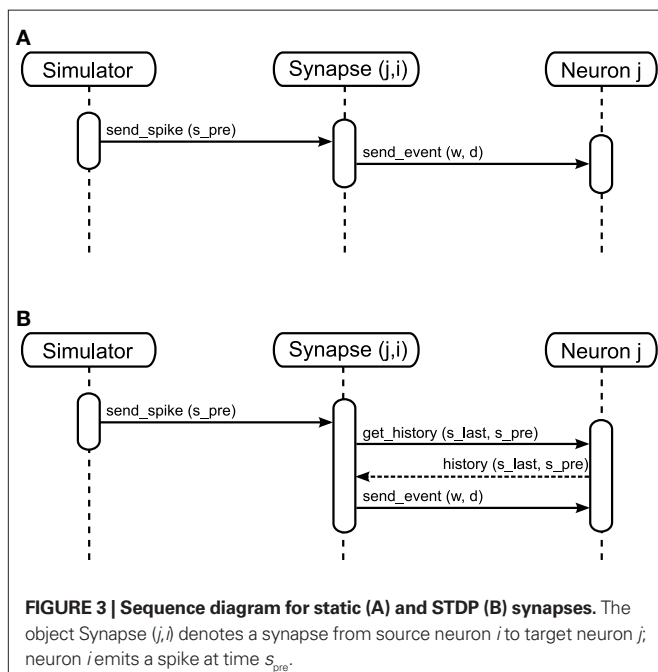 A
Simulator
Synapse (j,i)
Neuron j
send_spike (s_pre)
send_event (w, d)
B
Simulator
Synapse (j,i)
Neuron j
send_spike (s_pre)
get_history (s_last, s_pre)
history (s_last, s_pre)
send_event (w, d)
FIGURE 3 | Sequence diagram for static (A) and STDP (B) synapses. The
object Synapse (j,i) denotes a synapse from source neuron i to target neuron j;
neuron i emits a spike at time s_pre.